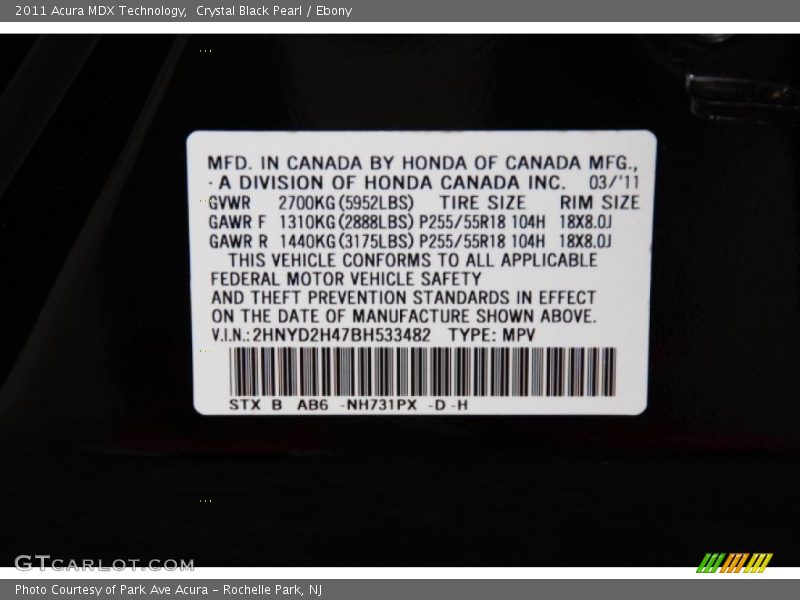 2011 Acura MDX Technology,  Crystal Black Pearl / Ebony
MFD. IN CANADA BY HONDA OF CANADA MFG.,
- A DIVISION OF HONDA CANADA INC. 03/'11
GVWR 2700KG(5952LBS) TIRE SIZE RIM SIZE
GAWR F 1310KG(2888LBS) P255/55R18 104H 18X8.0J
GAWR R 1440KG(3175LBS) P255/55R18 104H 18X8.0J
THIS VEHICLE CONFORMS TO ALL APPLICABLE
FEDERAL MOTOR VEHICLE SAFETY
AND THEFT PREVENTION STANDARDS IN EFFECT
ON THE DATE OF MANUFACTURE SHOWN ABOVE.
V.I.N.:2HNYD2H47BH533482 TYPE: MPV
STX B AB6 -NH731PX -D -H
GTCARLOT.COM
Photo Courtesy of Park Ave Acura - Rochelle Park, NJ